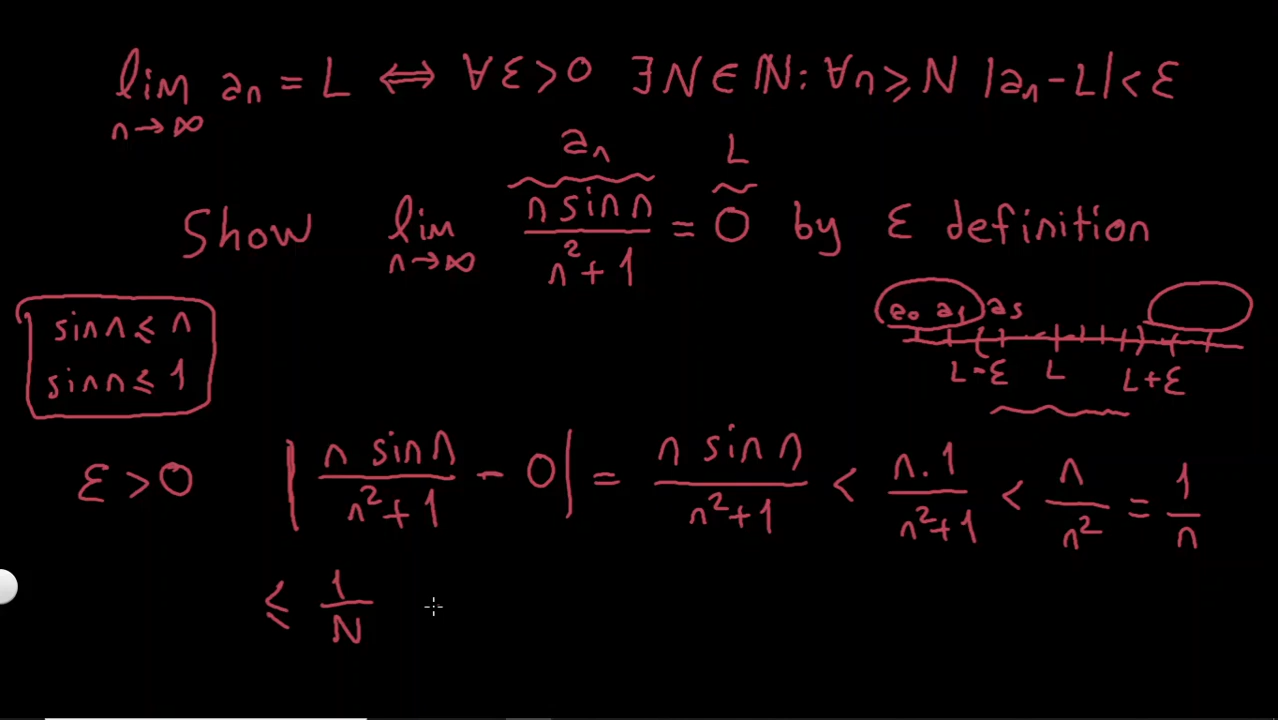 lim n→∞ aₙ = L ⇔ ∀ε>0 ∃N∈ℕ: ∀n⩾N |aₙ-L|<ε
aₙ L
Show lim n→∞ n sin n / n²+1 = 0 by ε definition
a₀ a₁ a₅
L-ε L L+ε
sin n ⩽ n
sin n ⩽ 1
ε>0 | n sin n / n²+1 - 0 | = n sin n / n²+1 < n.1 / n²+1 < n / n² = 1 / n
⩽ 1 / N